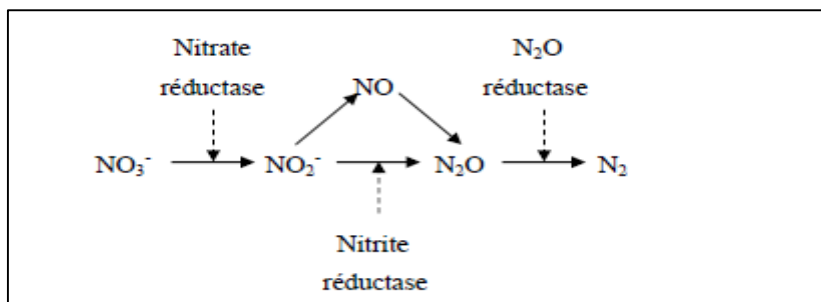 Nitrate
réductase
N₂O
réductase
NO
NO₃⁻
NO₂⁻
N₂O
N₂
Nitrite
réductase